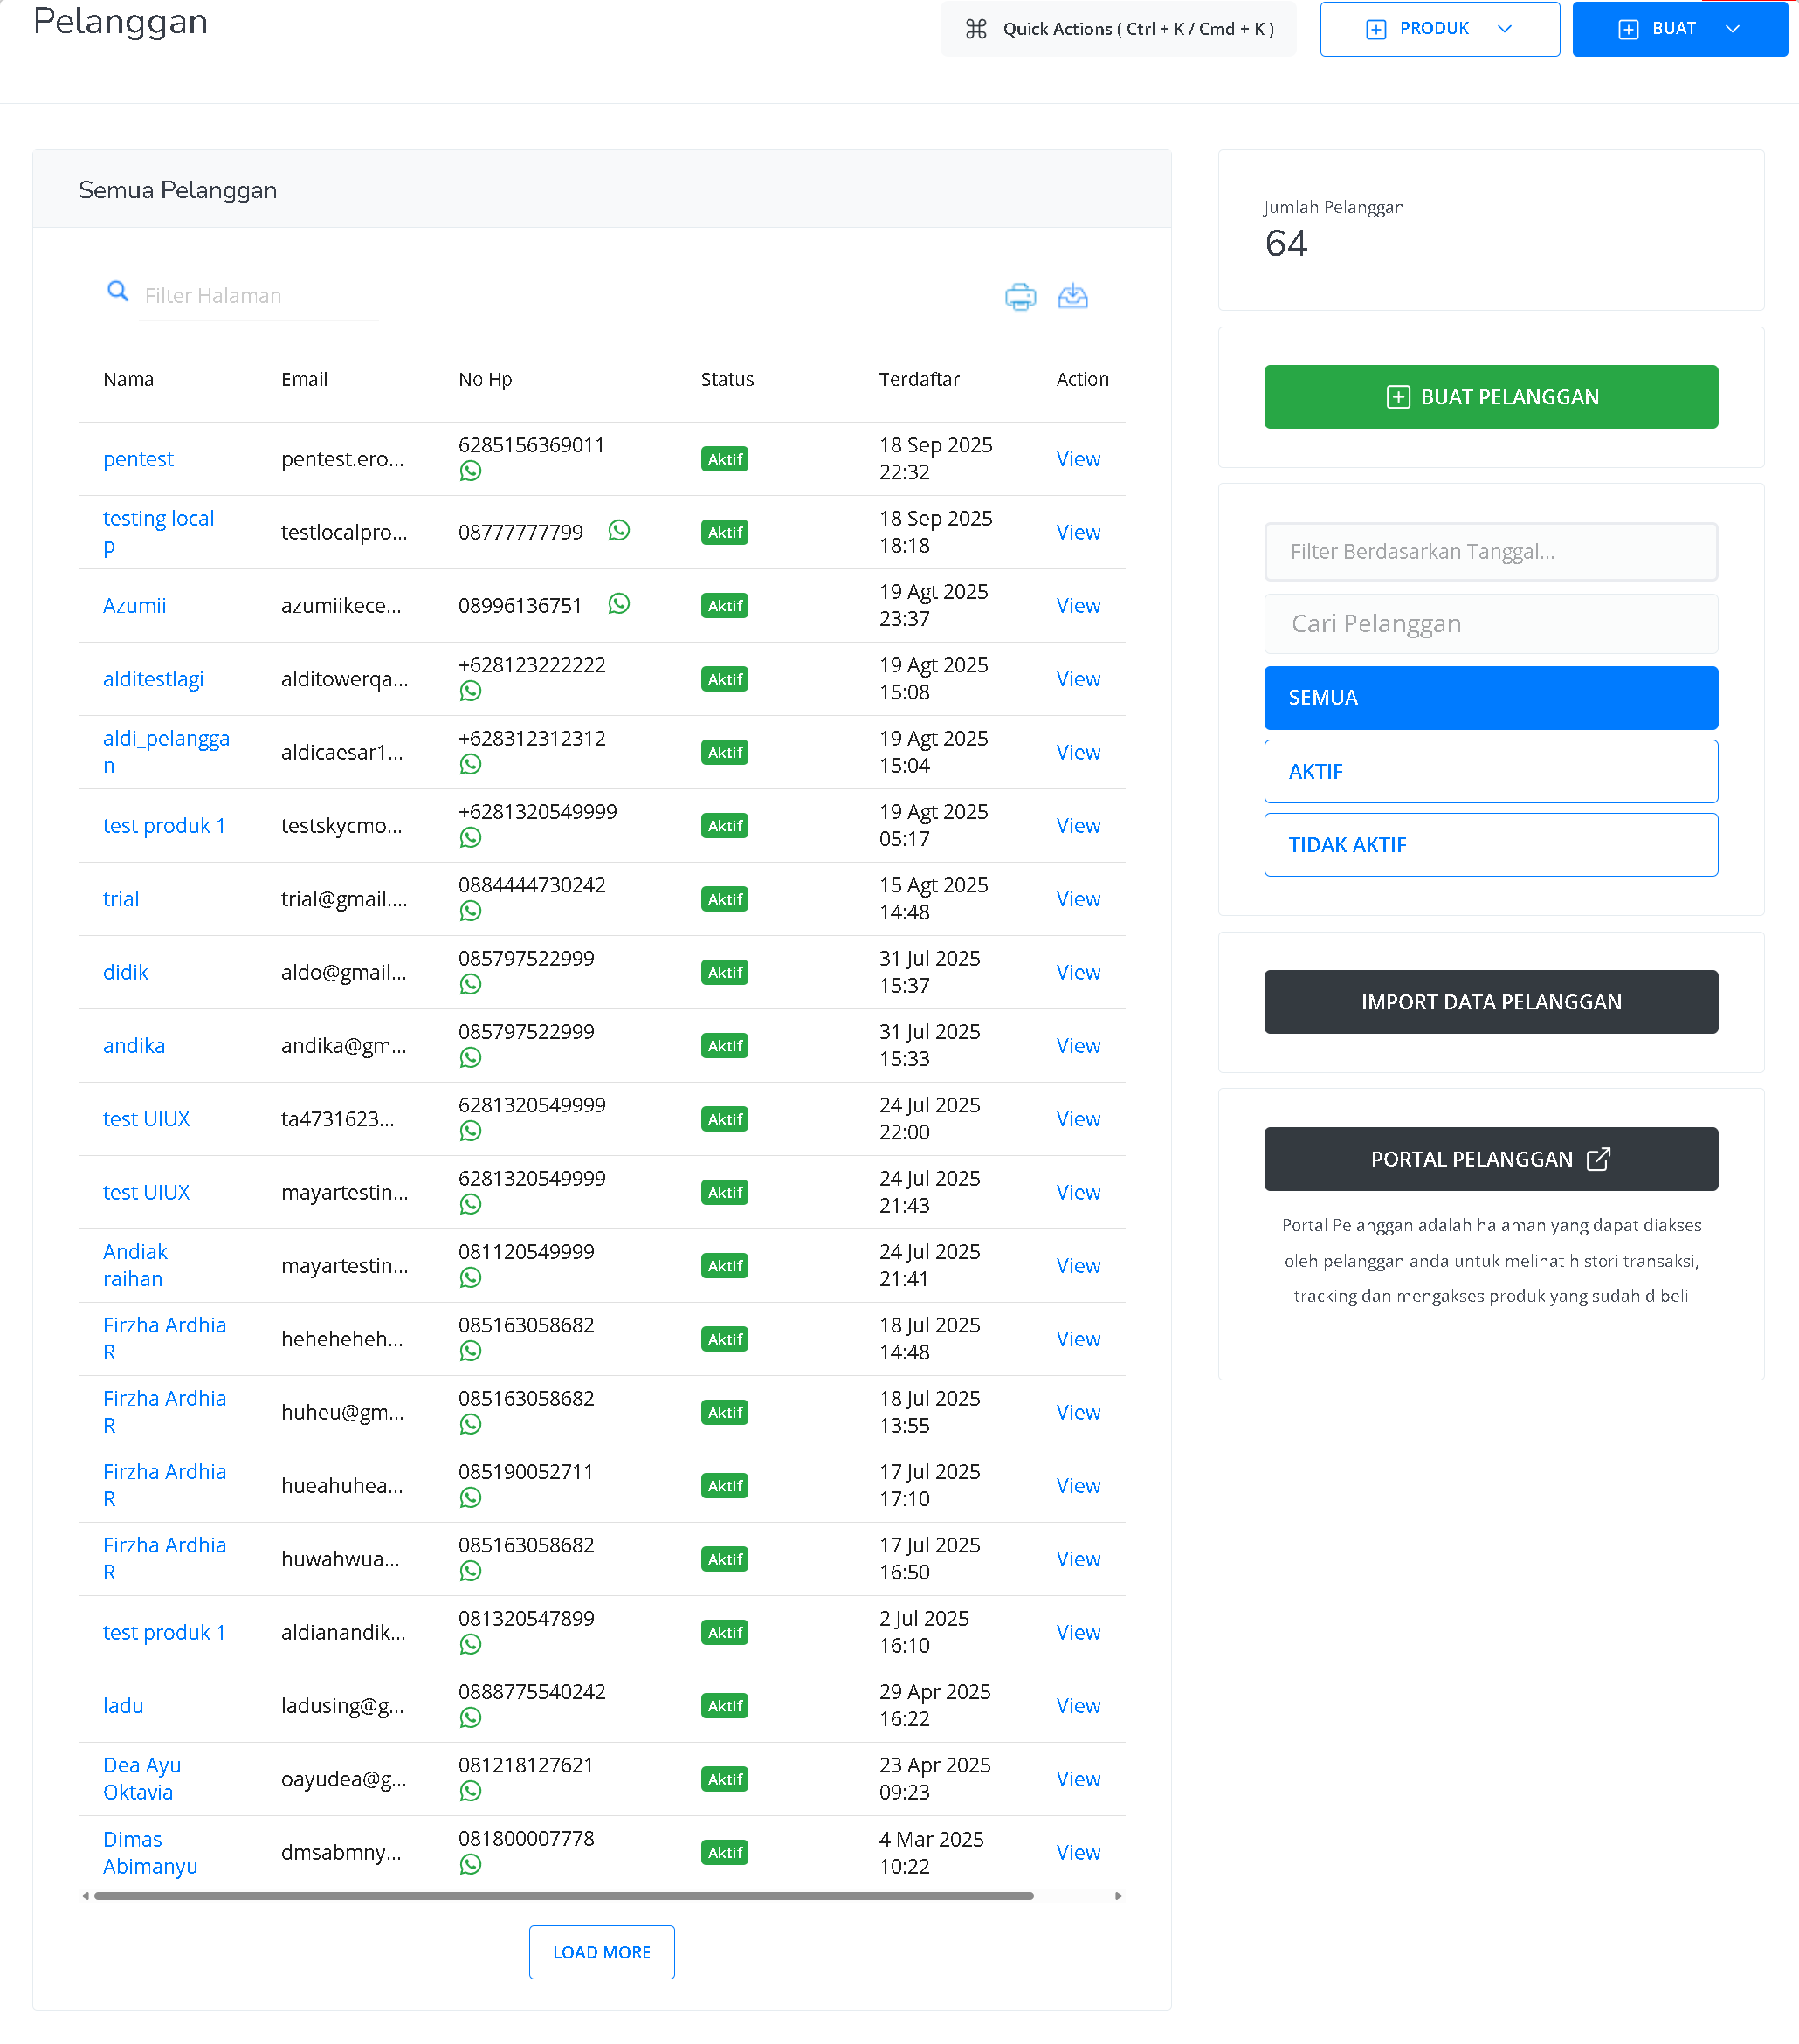 Pelanggan
Quick Actions ( Ctrl + K / Cmd + K )
PRODUK
BUAT
Semua Pelanggan
Filter Halaman
Nama Email No Hp Status Terdaftar Action
pentest pentest.ero... 6285156369011 Aktif 18 Sep 2025 22:32 View
testing local p testlocalpro... 08777777799 Aktif 18 Sep 2025 18:18 View
Azumii azumiikece... 08996136751 Aktif 19 Agt 2025 23:37 View
alditestlagi alditowerqa... +628123222222 Aktif 19 Agt 2025 15:08 View
aldi_pelanggan aldicaesar1... +628312312312 Aktif 19 Agt 2025 15:04 View
test produk 1 testskycmo... +6281320549999 Aktif 19 Agt 2025 05:17 View
trial trial@gmail.... 0884444730242 Aktif 15 Agt 2025 14:48 View
didik aldo@gmail... 085797522999 Aktif 31 Jul 2025 15:37 View
andika andika@gm... 085797522999 Aktif 31 Jul 2025 15:33 View
test UIUX ta4731623... 6281320549999 Aktif 24 Jul 2025 22:00 View
test UIUX mayartestin... 6281320549999 Aktif 24 Jul 2025 21:43 View
Andiak raihan mayartestin... 081120549999 Aktif 24 Jul 2025 21:41 View
Firzha Ardhia R heheheheh... 085163058682 Aktif 18 Jul 2025 14:48 View
Firzha Ardhia R huheu@gm... 085163058682 Aktif 18 Jul 2025 13:55 View
Firzha Ardhia R hueahuhea... 085190052711 Aktif 17 Jul 2025 17:10 View
Firzha Ardhia R huwahwua... 085163058682 Aktif 17 Jul 2025 16:50 View
test produk 1 aldianandik... 081320547899 Aktif 2 Jul 2025 16:10 View
ladu ladusing@g... 0888775540242 Aktif 29 Apr 2025 16:22 View
Dea Ayu Oktavia oayudea@g... 081218127621 Aktif 23 Apr 2025 09:23 View
Dimas Abimanyu dmsabmny... 081800007778 Aktif 4 Mar 2025 10:22 View
LOAD MORE
Jumlah Pelanggan
64
BUAT PELANGGAN
Filter Berdasarkan Tanggal...
Cari Pelanggan
SEMUA
AKTIF
TIDAK AKTIF
IMPORT DATA PELANGGAN
PORTAL PELANGGAN
Portal Pelanggan adalah halaman yang dapat diakses
oleh pelanggan anda untuk melihat histori transaksi,
tracking dan mengakses produk yang sudah dibeli